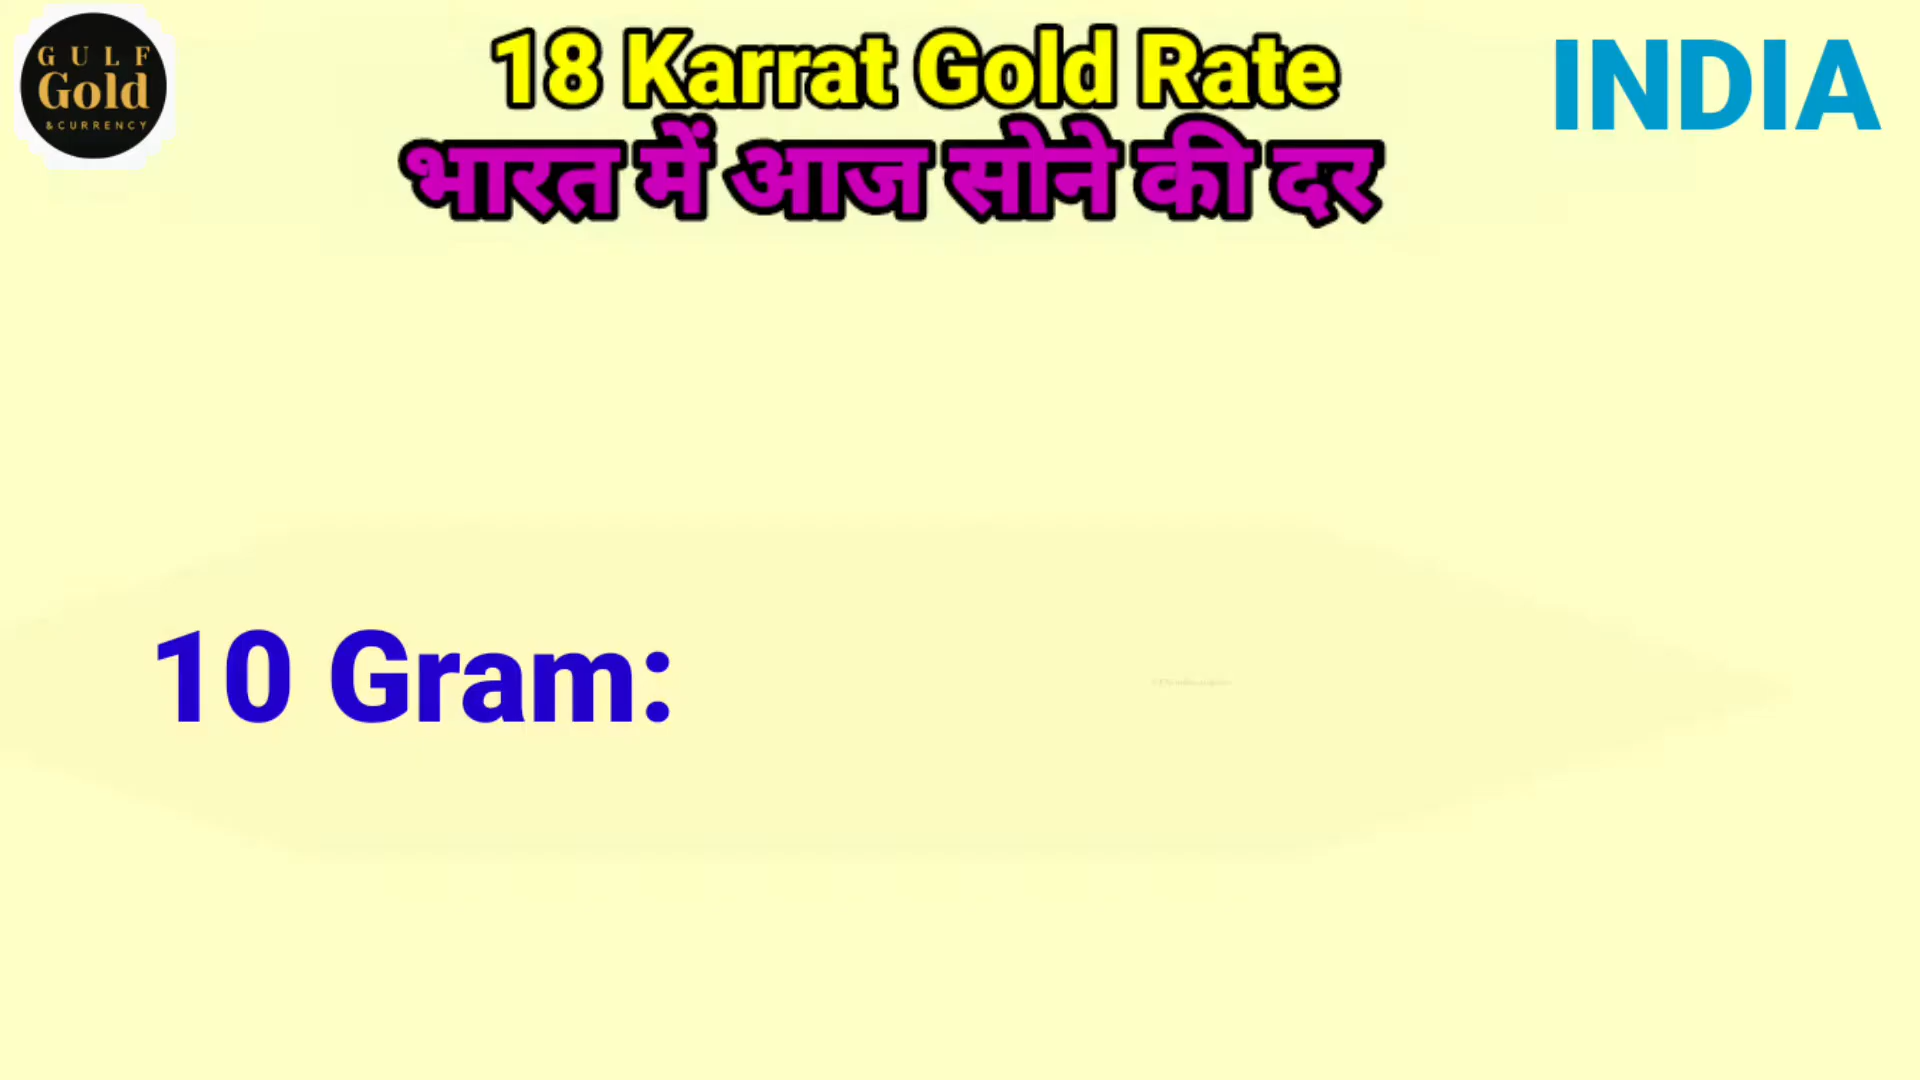 GULF
Gold
&CURRENCY
18 Karrat Gold Rate
भारत में आज सोने की दर
INDIA
10 Gram: